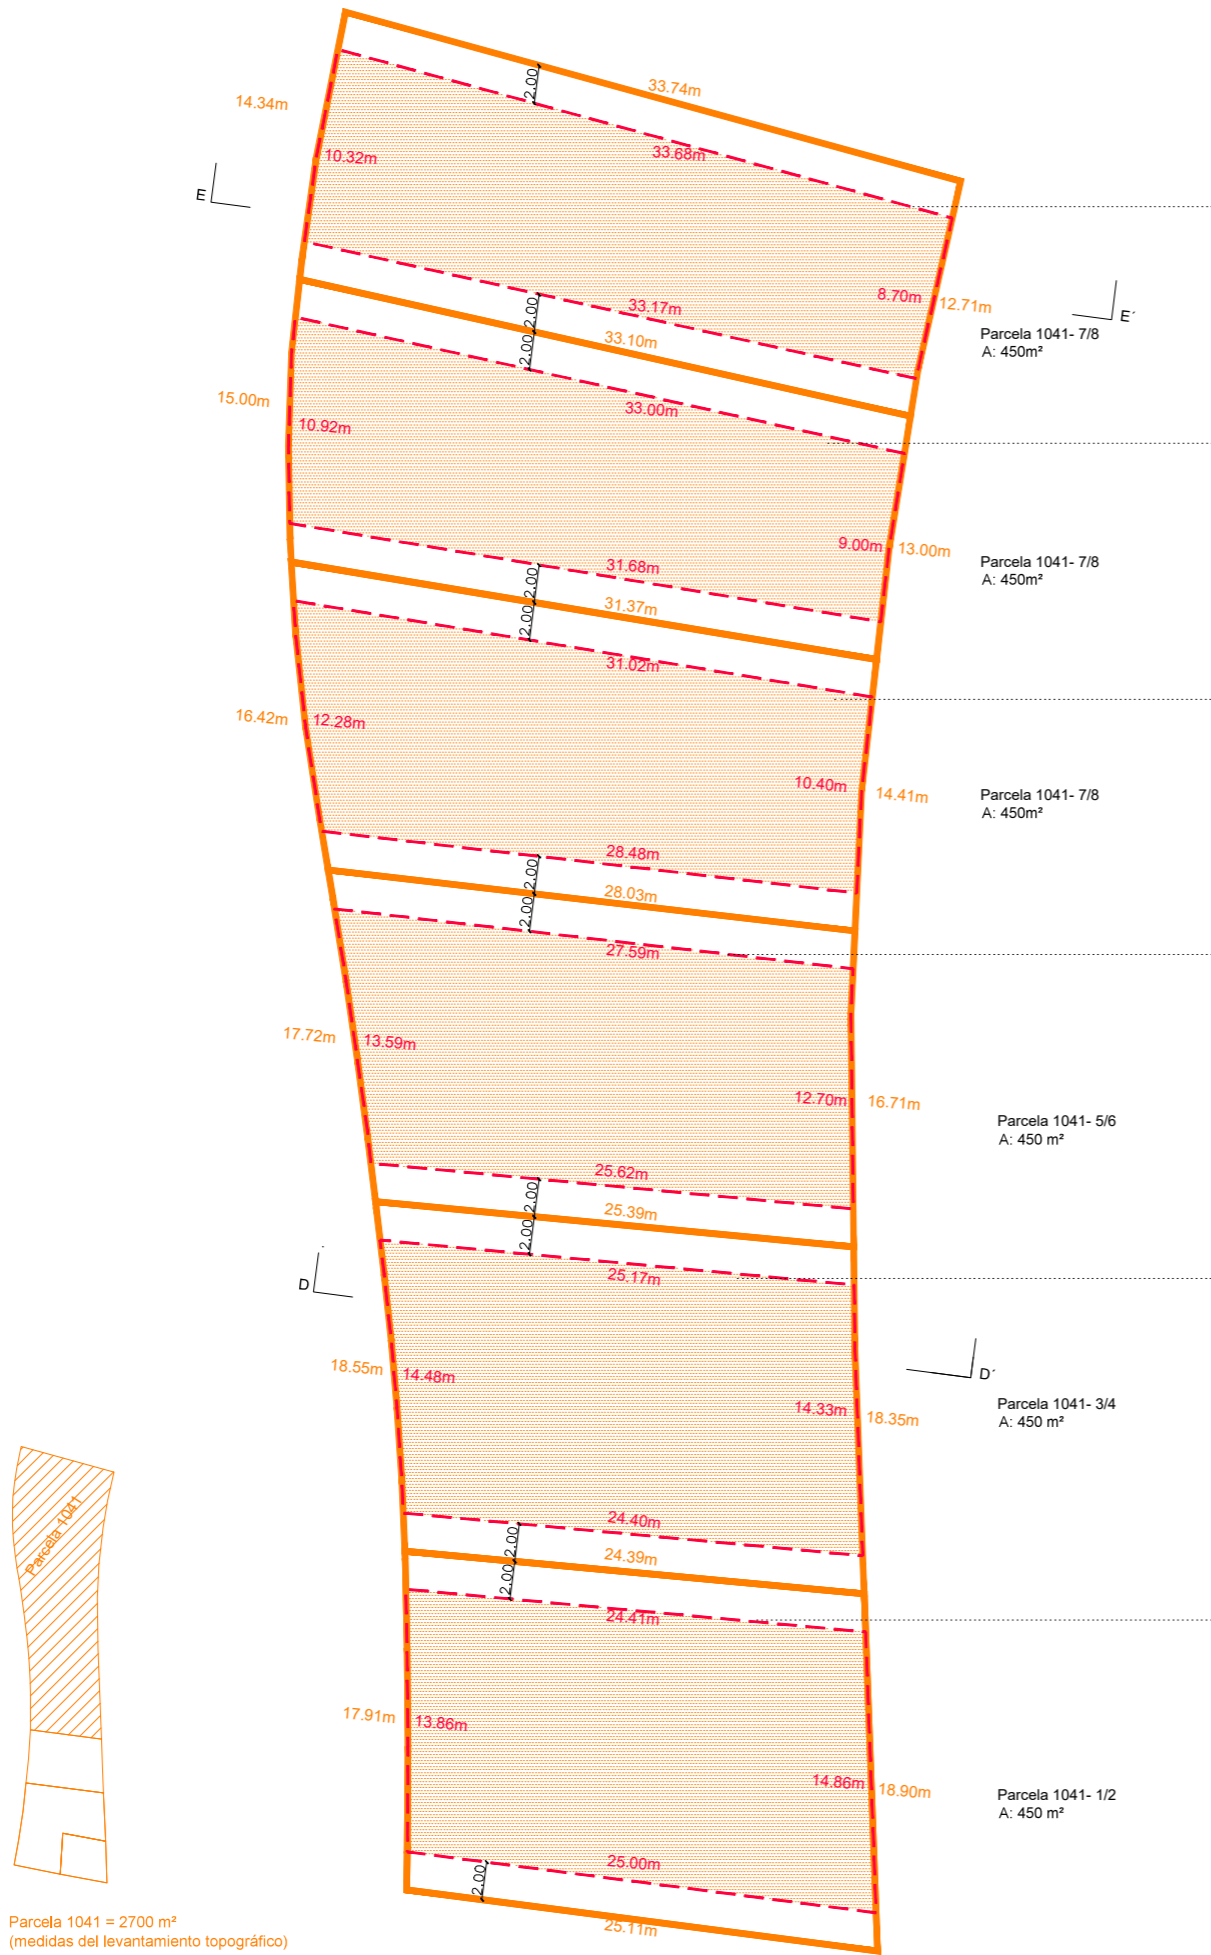 2.00
33.74m
14.34m
33.68m
10.32m
E
8.70m
12.71m
E´
33.17m
2.00
2.00
33.10m
Parcela 1041- 7/8
A: 450m²
15.00m
33.00m
10.92m
9.00m
13.00m
Parcela 1041- 7/8
A: 450m²
31.68m
2.00
2.00
31.37m
31.02m
16.42m
12.28m
10.40m
14.41m
Parcela 1041- 7/8
A: 450m²
28.48m
2.00
2.00
28.03m
27.59m
17.72m
13.59m
12.70m
16.71m
Parcela 1041- 5/6
A: 450 m²
25.62m
2.00
2.00
25.39m
25.17m
D
18.55m
14.48m
D´
14.33m
18.35m
Parcela 1041- 3/4
A: 450 m²
24.40m
2.00
2.00
24.39m
24.41m
Parcela 1041
17.91m
13.86m
14.86m
18.90m
Parcela 1041- 1/2
A: 450 m²
25.00m
2.00
25.11m
Parcela 1041 = 2700 m²
(medidas del levantamiento topográfico)